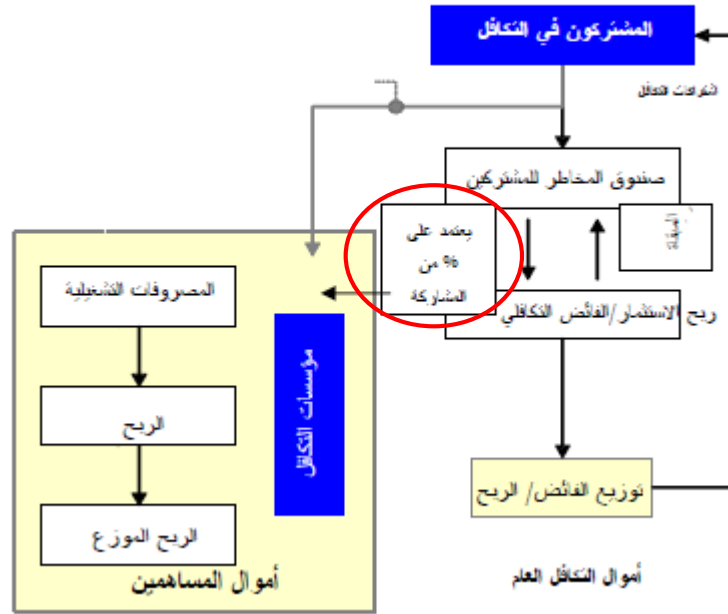 المشتركون في التكافل
اشتراكات التكافل
صندوق المخاطر للمشتركين
يعتمد على
% من
المشاركة
المصروفات التشغيلية
ربح الاستثمار/الفائض التكافلي
مؤسسات التكافل
الربح
توزيع الفائض/ الربح
الربح الموزع
أموال المساهمين
أموال التكافل العام